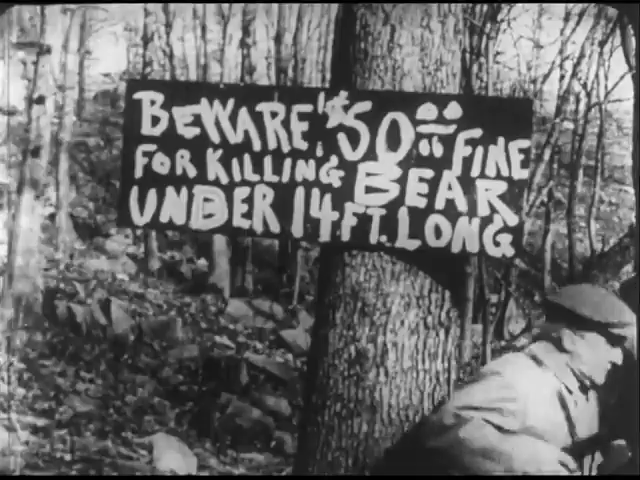 BEWARE! $50.00 FINE
FOR KILLING BEAR
UNDER 14 FT. LONG